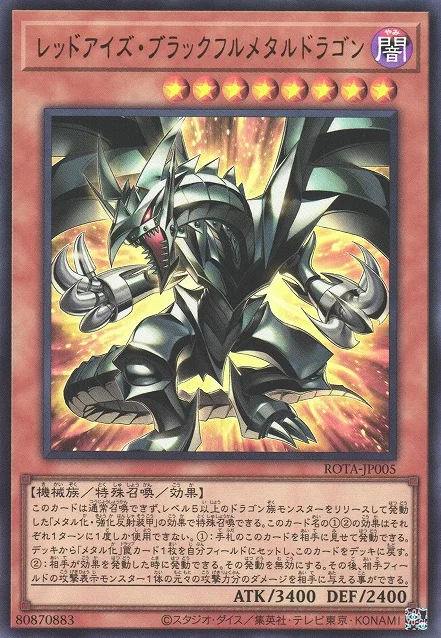 レッドアイズ・ブラックフルメタルドラゴン
闇
ROTA-JP005
【機械族/特殊召喚/効果】
このカードは通常召喚できず、レベル5以上のドラゴン族モンスターをリリースして発動
した「メタル化・強化反射装甲」の効果で特殊召喚できる。このカード名の①②の効果はそれ
ぞれ1ターンに1度しか使用できない。①:手札のこのカードを相手に見せて発動できる。
デッキから「メタル化」罠カード1枚を自分フィールドにセットし、このカードをデッキに戻す。
②:相手が効果を発動した時に発動できる。その発動を無効にする。その後、相手フィール
ドの攻撃表示モンスター1体の元々の攻撃力分のダメージを相手に与える事ができる。
ATK/3400 DEF/2400
80870883 ©スタジオ・ダイス/集英社・テレビ東京・KONAMI